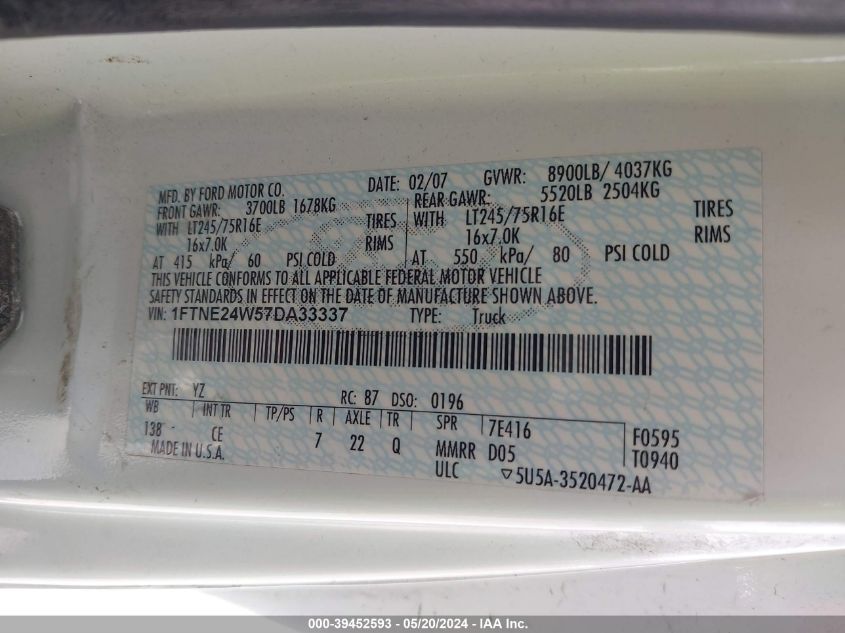 MFD. BY FORD MOTOR CO. DATE: 02/07 GVWR: 8900LB/ 4037KG
FRONT GAWR: 3700LB 1678KG REAR GAWR: 5520LB 2504KG
WITH LT245/75R16E TIRES WITH LT245/75R16E TIRES
16x7.0K RIMS 16x7.0K RIMS
AT 415 kPa/ 60 PSI COLD AT 550 kPa/ 80 PSI COLD
THIS VEHICLE CONFORMS TO ALL APPLICABLE FEDERAL MOTOR VEHICLE
SAFETY STANDARDS IN EFFECT ON THE DATE OF MANUFACTURE SHOWN ABOVE.
VIN: 1FTNE24W57DA33337 TYPE: Truck
EXT PNT: YZ RC: 87 DSO: 0196
WB INT TR TP/PS R AXLE TR SPR 7E416 F0595
138 CE 7 22 Q MMRR D05 T0940
MADE IN U.S.A. ULC ▽5U5A-3520472-AA
000-39452593 - 05/20/2024 - IAA Inc.